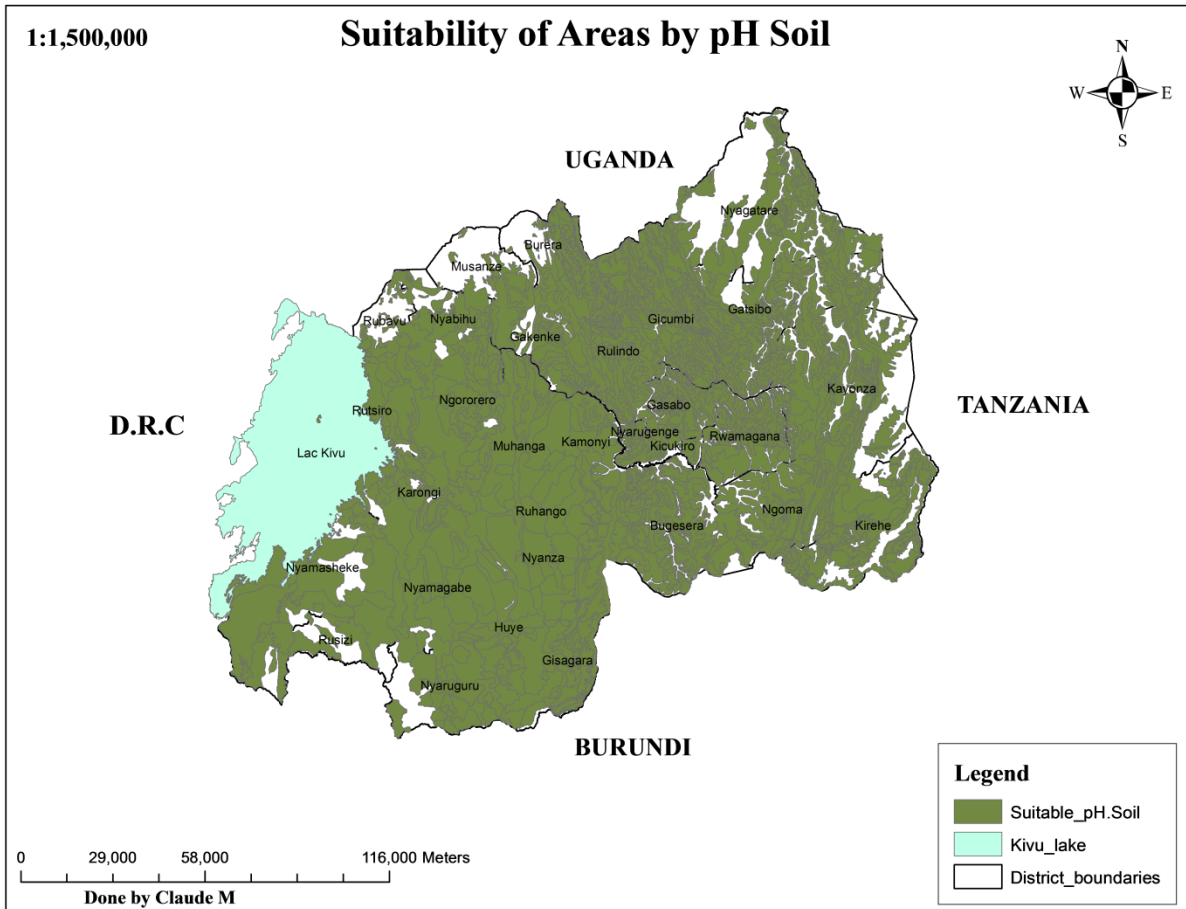 1:1,500,000
Suitability of Areas by pH Soil
N
W
E
S
UGANDA
Nyagatare
Burera
Musanze
Rubavu
Nyabihu
Gakenke
Gicumbi
Gatsibo
Rulindo
Kayonza
TANZANIA
D.R.C
Rutsiro
Ngororero
Gasabo
Lac Kivu
Muhanga
Kamonyi
Nyarugenge
Kicukiro
Rwamagana
Karongi
Ruhango
Bugesera
Ngoma
Kirehe
Nyamasheke
Nyanza
Nyamagabe
Huye
Rusizi
Gisagara
Nyaruguru
BURUNDI
Legend
Suitable_pH.Soil
Kivu_lake
District_boundaries
0 29,000 58,000 116,000 Meters
Done by Claude M